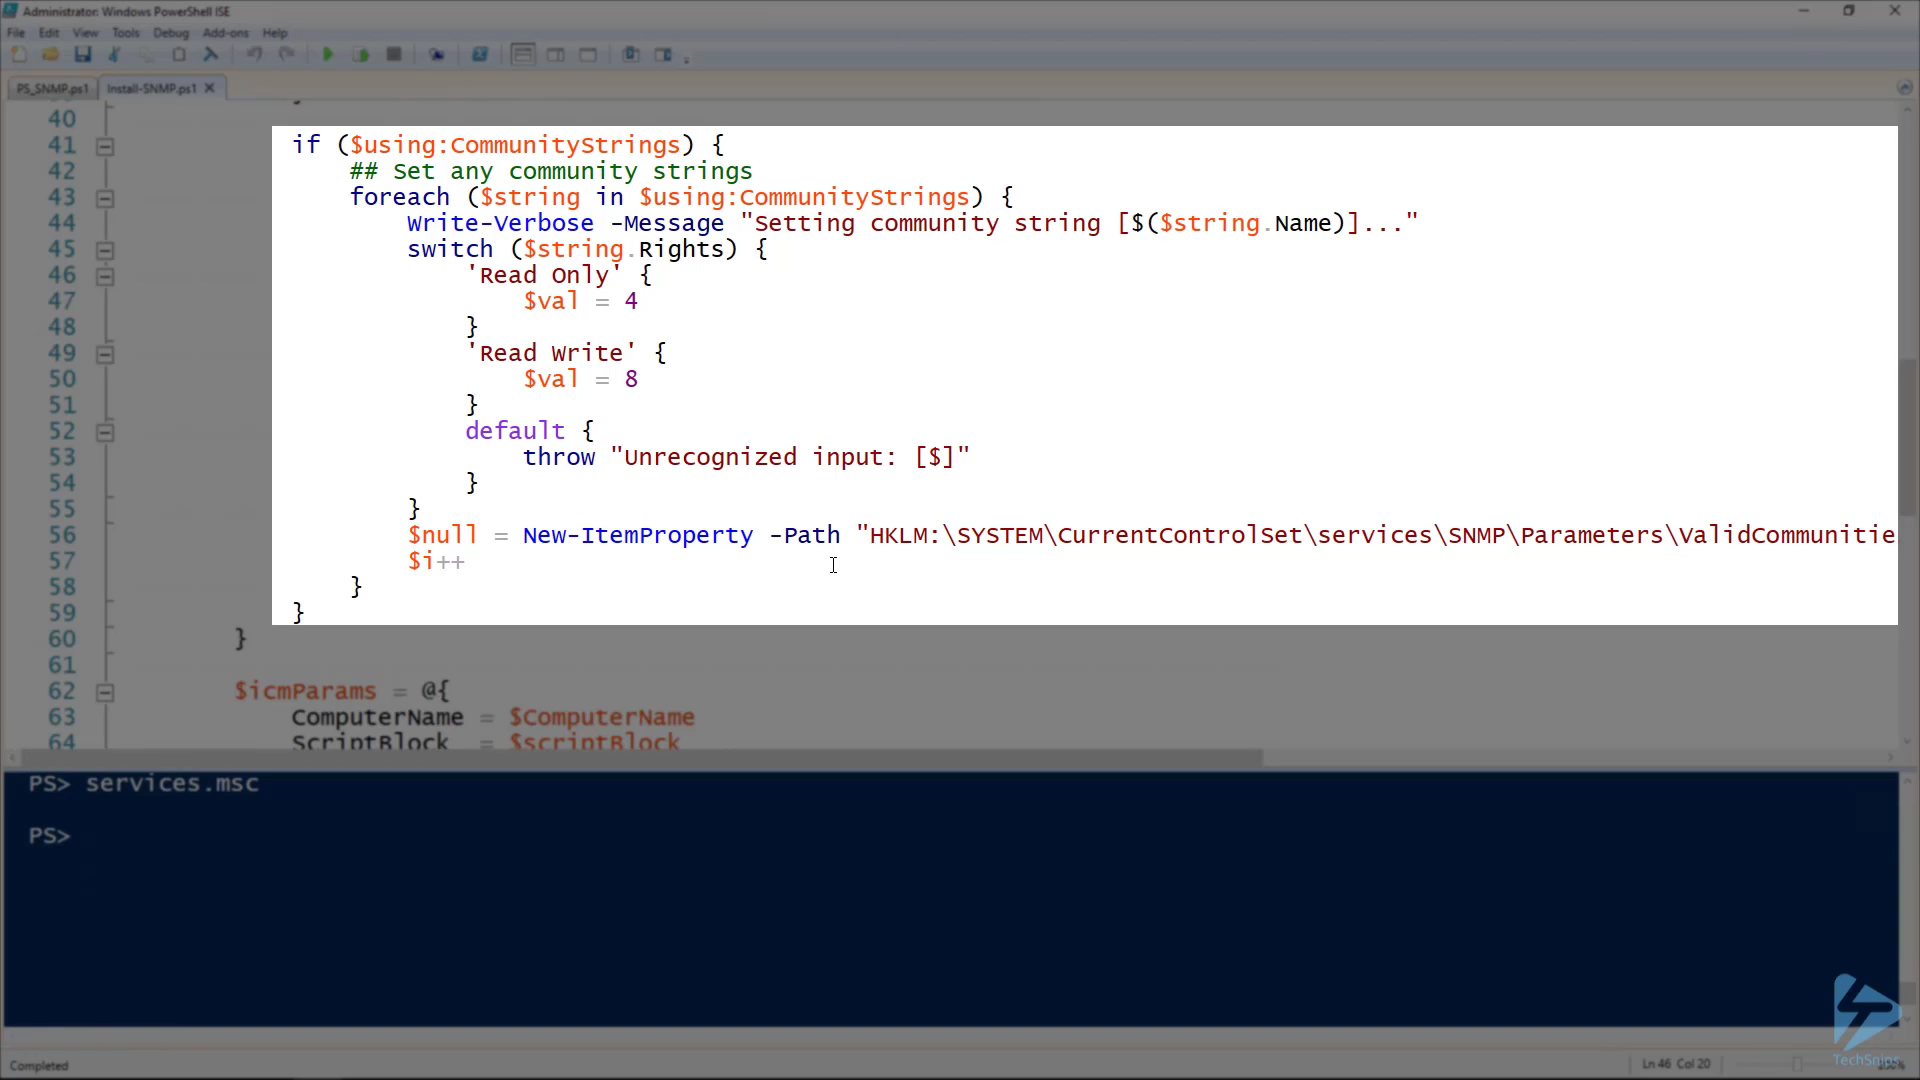 Administrator: Windows PowerShell ISE
File Edit View Tools Debug Add-ons Help
PS_SNMP.ps1 Install-SNMP.ps1
40
41 if ($using:CommunityStrings) {
42 ## Set any community strings
43 foreach ($string in $using:CommunityStrings) {
44 Write-Verbose -Message "Setting community string [$($string.Name)]..."
45 switch ($string.Rights) {
46 'Read Only' {
47 $val = 4
48 }
49 'Read Write' {
50 $val = 8
51 }
52 default {
53 throw "Unrecognized input: [$]"
54 }
55 }
56 $null = New-ItemProperty -Path "HKLM:\SYSTEM\CurrentControlSet\services\SNMP\Parameters\ValidCommunitie
57 $i++
58 }
59 }
60 }
61
62 $icmParams = @{
63 ComputerName = $ComputerName
64 ScriptBlock = $scriptBlock
PS> services.msc
PS>
TechSnips
Completed
Ln 46 Col 20